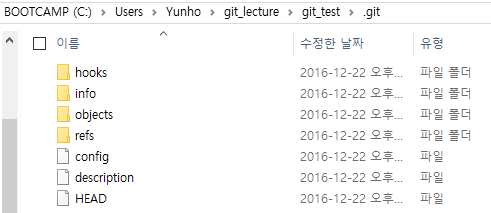 BOOTCAMP (C:) > Users > Yunho > git_lecture > git_test > .git
이름 수정한 날짜 유형
hooks 2016-12-22 오후... 파일 폴더
info 2016-12-22 오후... 파일 폴더
objects 2016-12-22 오후... 파일 폴더
refs 2016-12-22 오후... 파일 폴더
config 2016-12-22 오후... 파일
description 2016-12-22 오후... 파일
HEAD 2016-12-22 오후... 파일